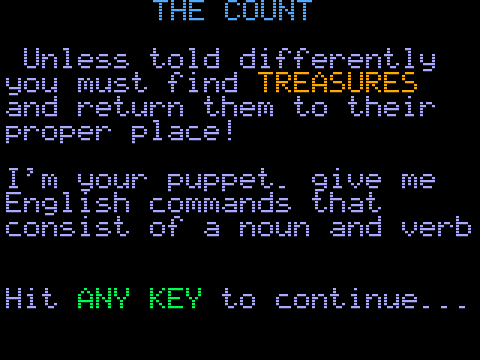 THE COUNT
Unless told differently
you must find TREASURES
and return them to their
proper place!
I'm your puppet. give me
English commands that
consist of a noun and verb
Hit ANY KEY to continue...